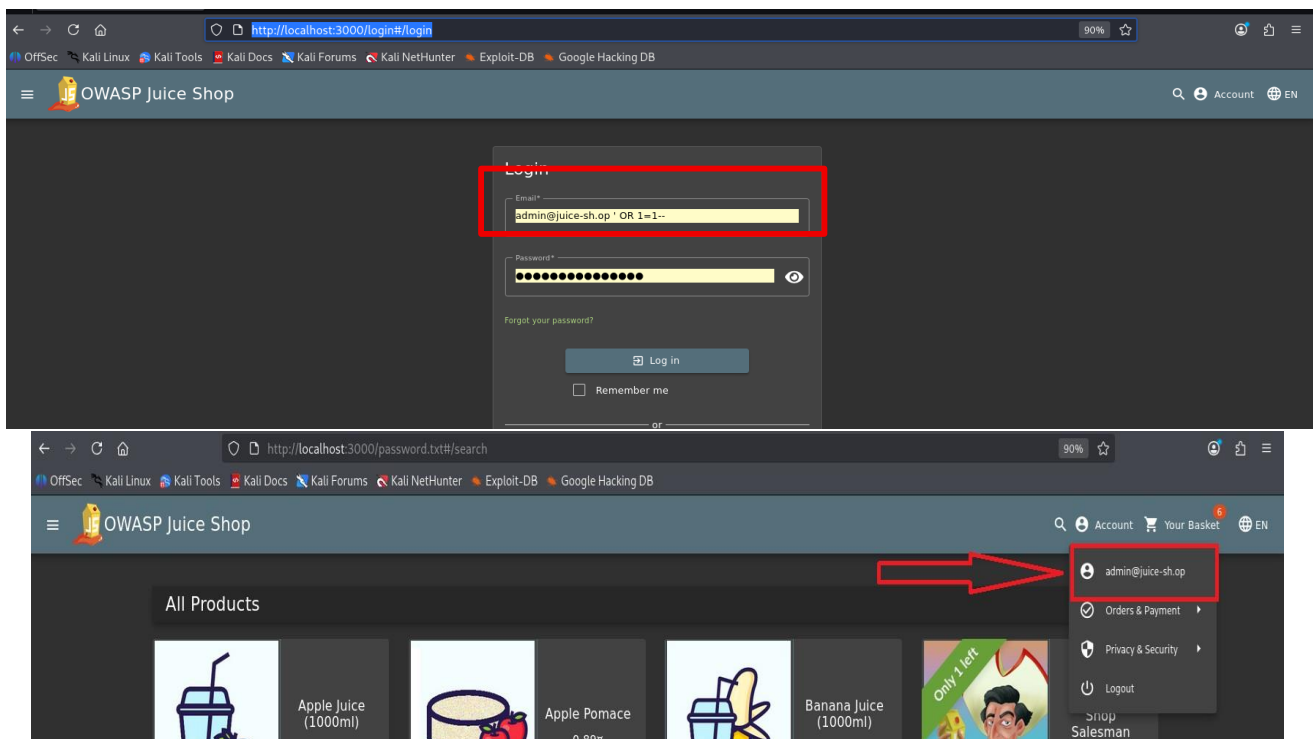 http://localhost:3000/login#/login
90%
OffSec Kali Linux Kali Tools Kali Docs Kali Forums Kali NetHunter Exploit-DB Google Hacking DB
OWASP Juice Shop
Account EN
Login
Email*
admin@juice-sh.op ' OR 1=1--
Password*
Forgot your password?
Log in
Remember me
or
http://localhost:3000/password.txt#/search
90%
OffSec Kali Linux Kali Tools Kali Docs Kali Forums Kali NetHunter Exploit-DB Google Hacking DB
OWASP Juice Shop
Account Your Basket 6 EN
admin@juice-sh.op
All Products
Orders & Payment
Privacy & Security
Logout
Only 1 left
Apple Juice
(1000ml)
Apple Pomace
0.89¤
Banana Juice
(1000ml)
Shop
Salesman